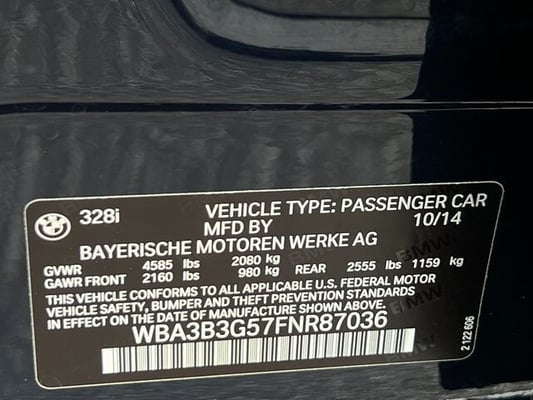 328i VEHICLE TYPE: PASSENGER CAR
MFD BY 10/14
BAYERISCHE MOTOREN WERKE AG
GVWR 4585 lbs 2080 kg
GAWR FRONT 2160 lbs 980 kg REAR 2555 lbs 1159 kg
THIS VEHICLE CONFORMS TO ALL APPLICABLE U.S. FEDERAL MOTOR
VEHICLE SAFETY, BUMPER, AND THEFT PREVENTION STANDARDS
IN EFFECT ON THE DATE OF MANUFACTURE SHOWN ABOVE.
WBA3B3G57FNR87036
2 122 606